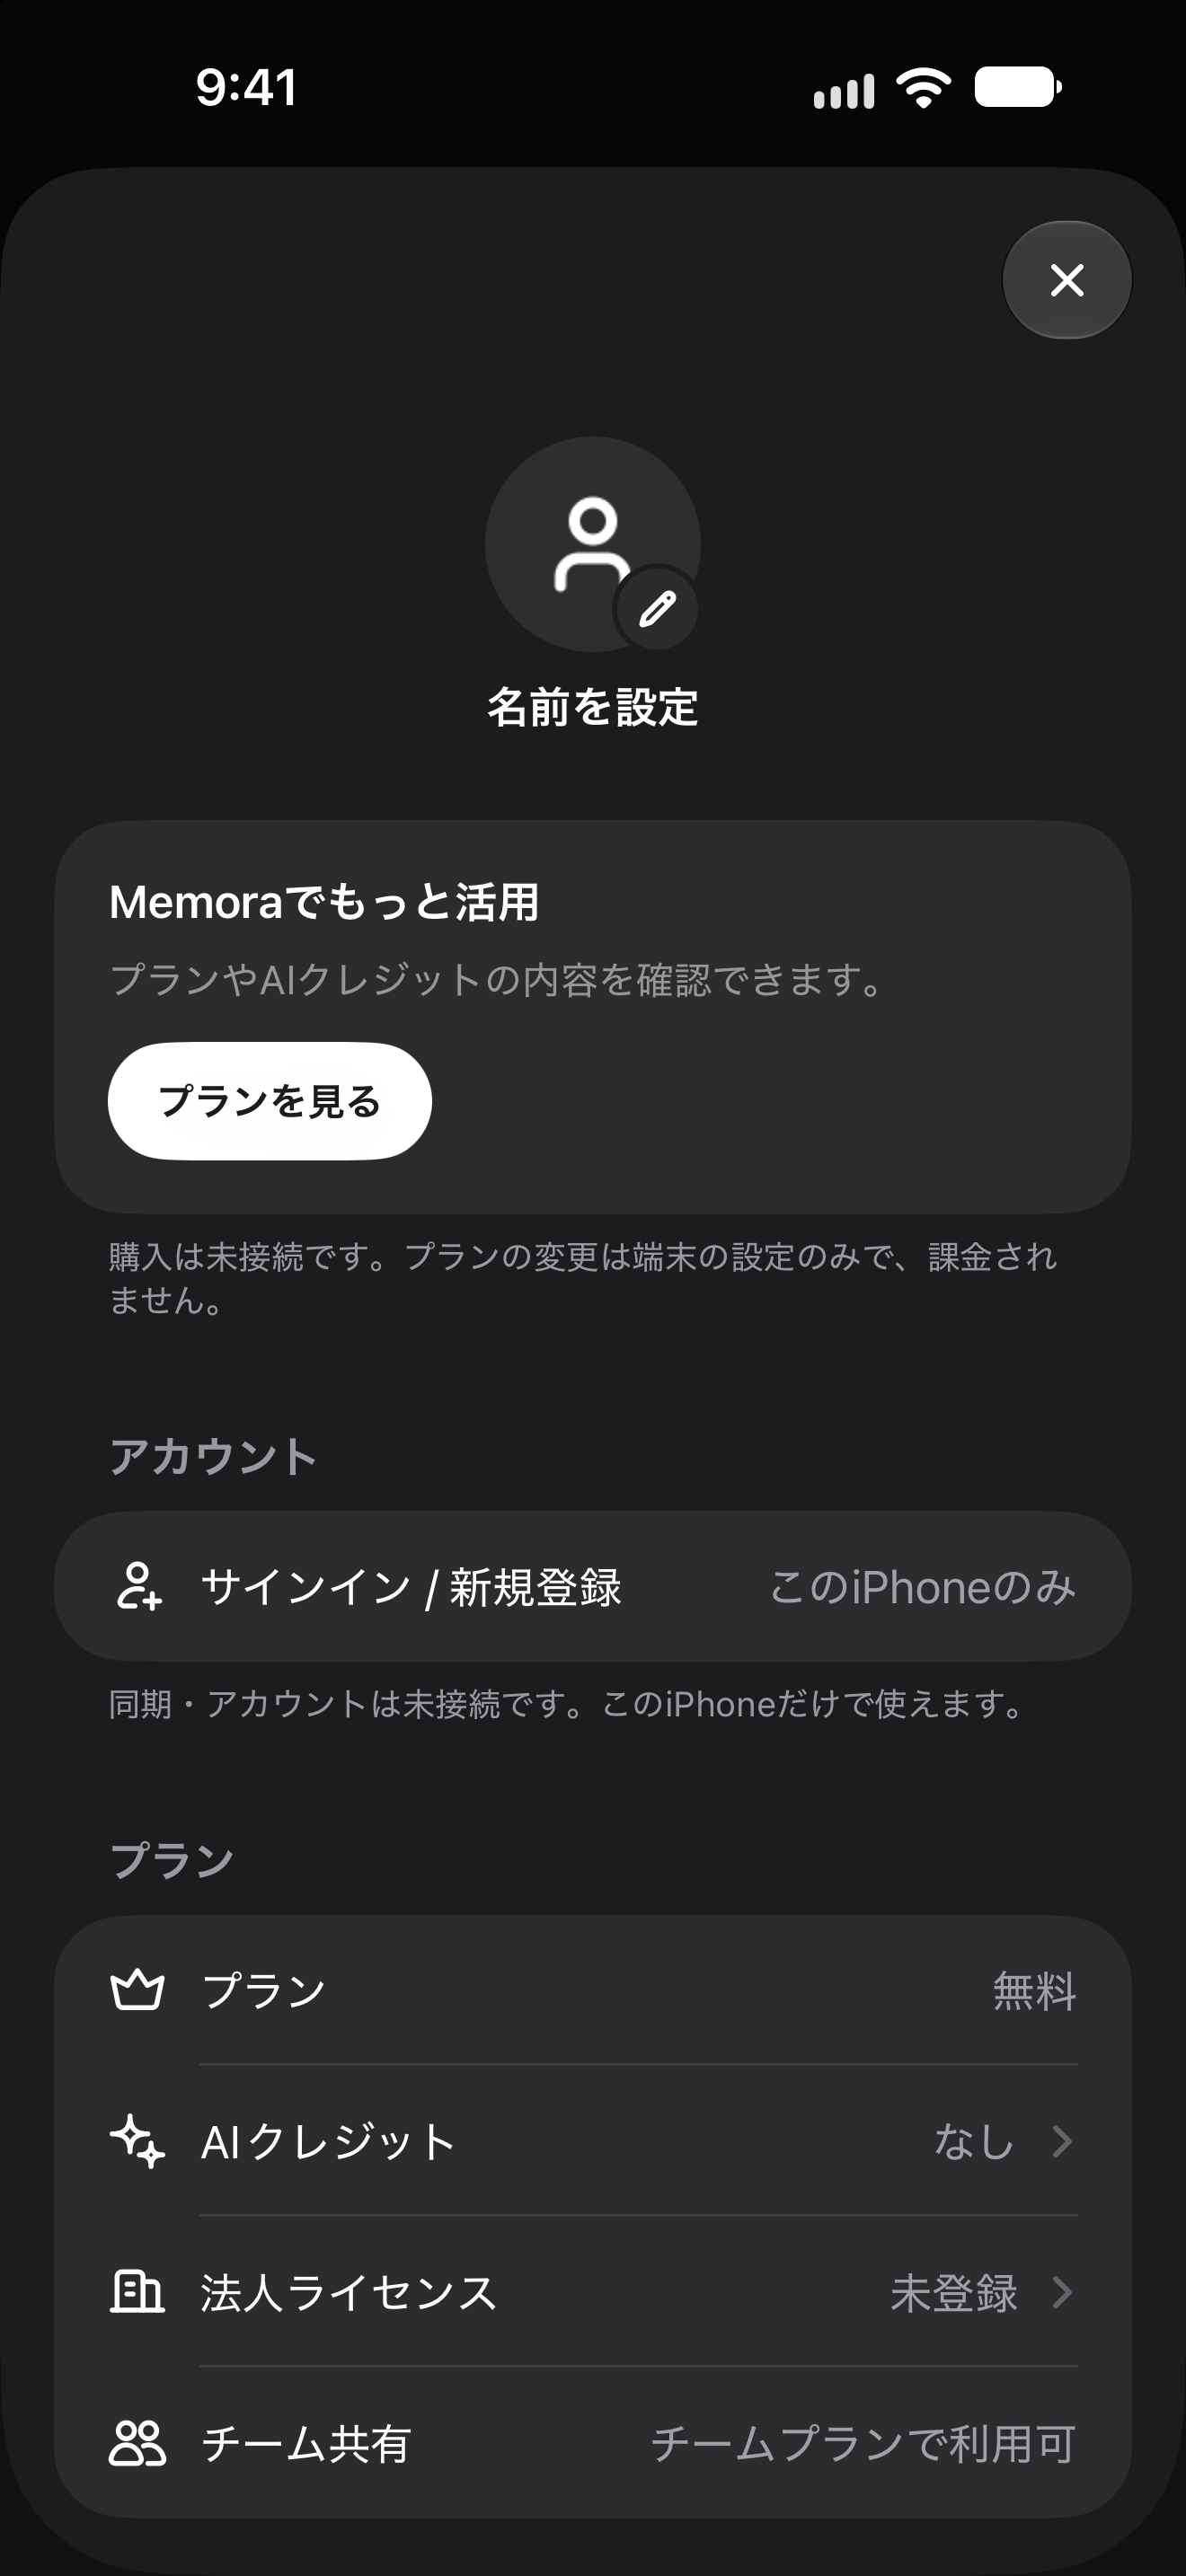 9:41
名前を設定
Memoraでもっと活用
プランやAIクレジットの内容を確認できます。
プランを見る
購入は未接続です。プランの変更は端末の設定のみで、課金され
ません。
アカウント
サインイン / 新規登録 このiPhoneのみ
同期・アカウントは未接続です。このiPhoneだけで使えます。
プラン
プラン 無料
AIクレジット なし
法人ライセンス 未登録
チーム共有 チームプランで利用可